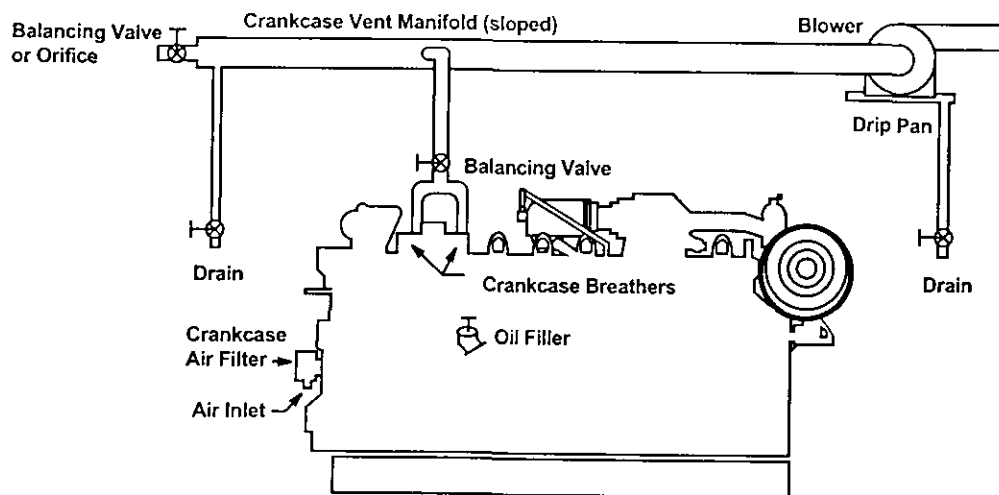 Crankcase Vent Manifold (sloped)
Balancing Valve
or Orifice
Blower
Drip Pan
Balancing Valve
Drain
Crankcase Breathers
Drain
Crankcase
Air Filter
Oil Filler
Air Inlet